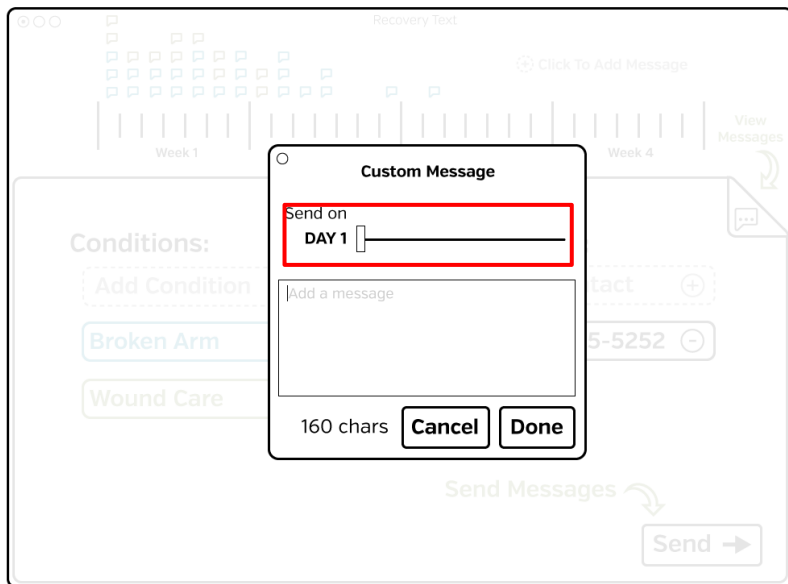 Recovery Text
Click To Add Message
View
Messages
Week 1
Week 4
Custom Message
Send on
DAY 1
Conditions:
Add Condition
tact
Add a message
Broken Arm
5-5252
Wound Care
160 chars
Cancel
Done
Send Messages
Send